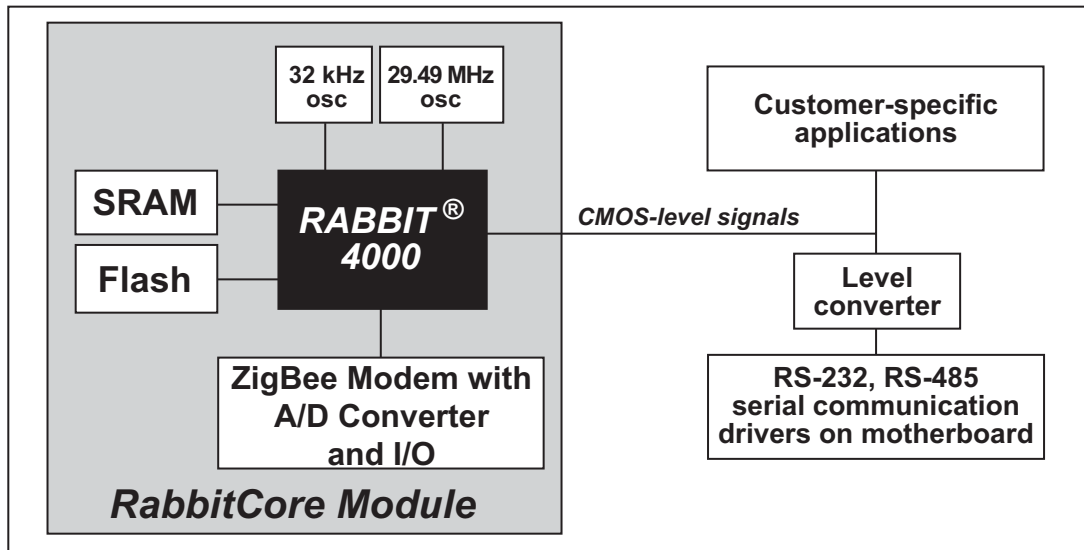 32 kHz
osc
29.49 MHz
osc
SRAM
Flash
RABBIT®
4000
ZigBee Modem with
A/D Converter
and I/O
RabbitCore Module
CMOS-level signals
Customer-specific
applications
Level
converter
RS-232, RS-485
serial communication
drivers on motherboard